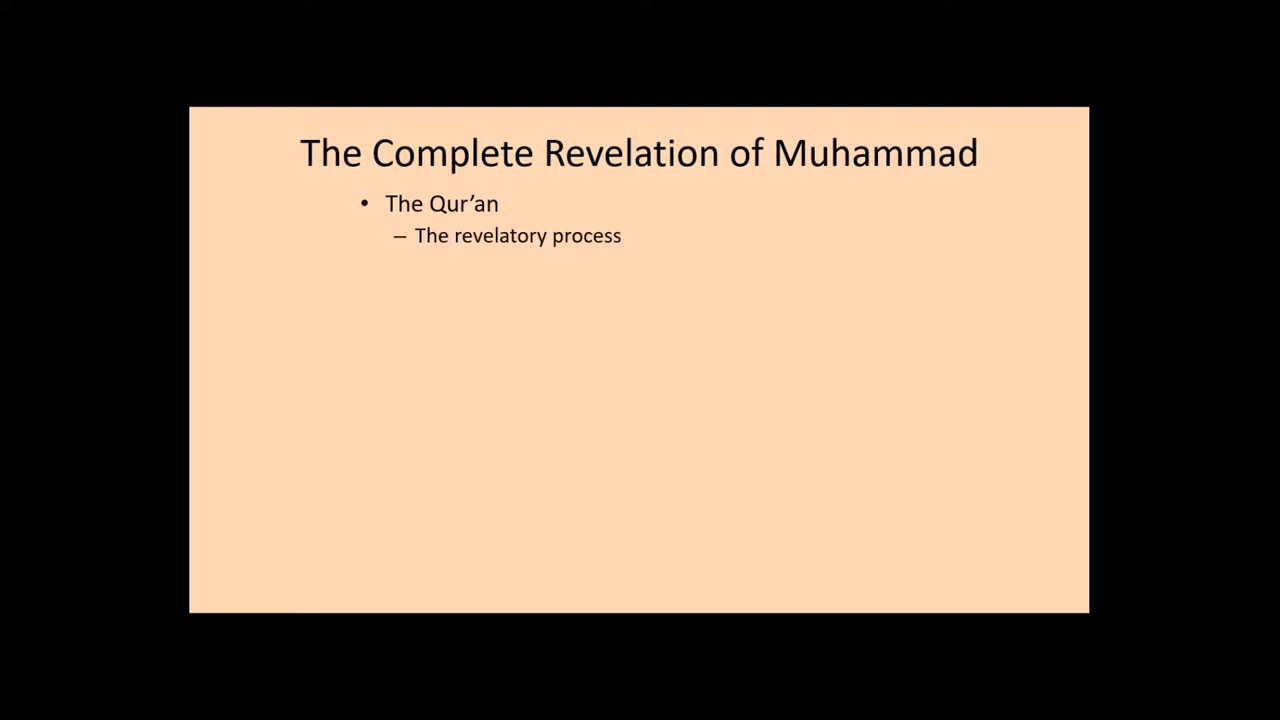 The Complete Revelation of Muhammad
• The Qur’an
– The revelatory process